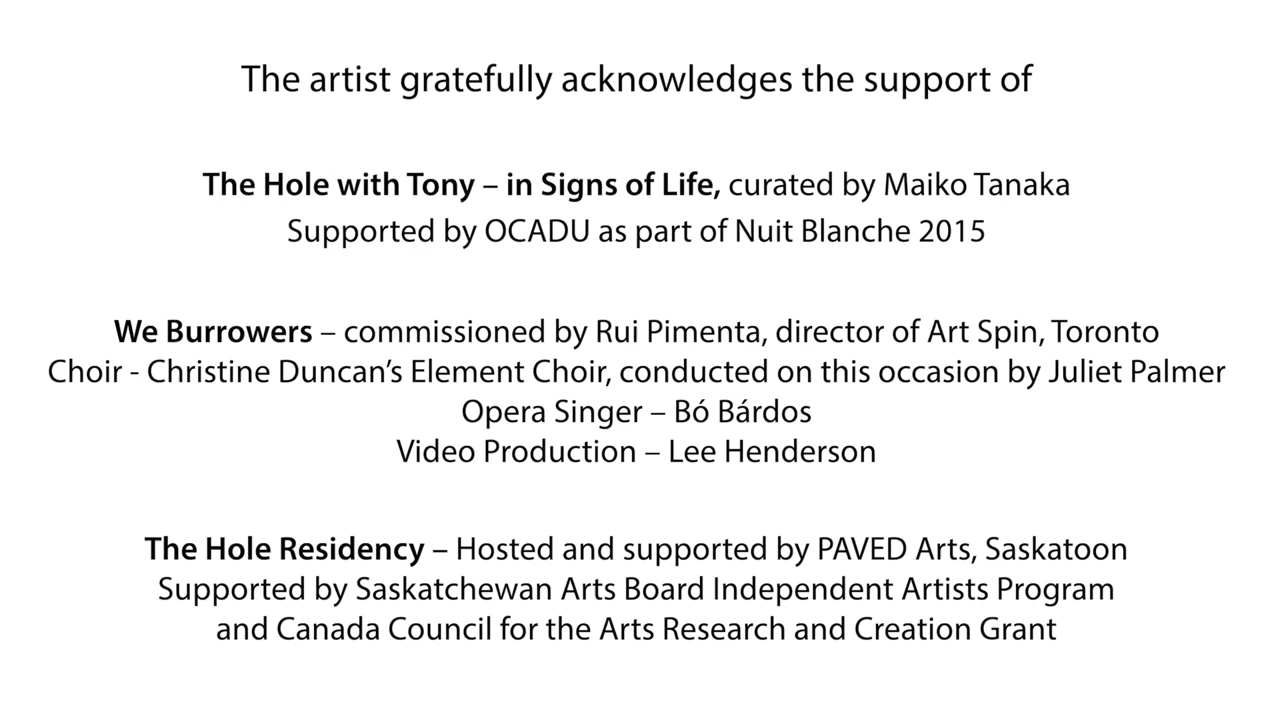 The artist gratefully acknowledges the support of
The Hole with Tony – in Signs of Life, curated by Maiko Tanaka
Supported by OCADU as part of Nuit Blanche 2015
We Burrowers – commissioned by Rui Pimenta, director of Art Spin, Toronto
Choir - Christine Duncan’s Element Choir, conducted on this occasion by Juliet Palmer
Opera Singer – Bó Bárdos
Video Production – Lee Henderson
The Hole Residency – Hosted and supported by PAVED Arts, Saskatoon
Supported by Saskatchewan Arts Board Independent Artists Program
and Canada Council for the Arts Research and Creation Grant